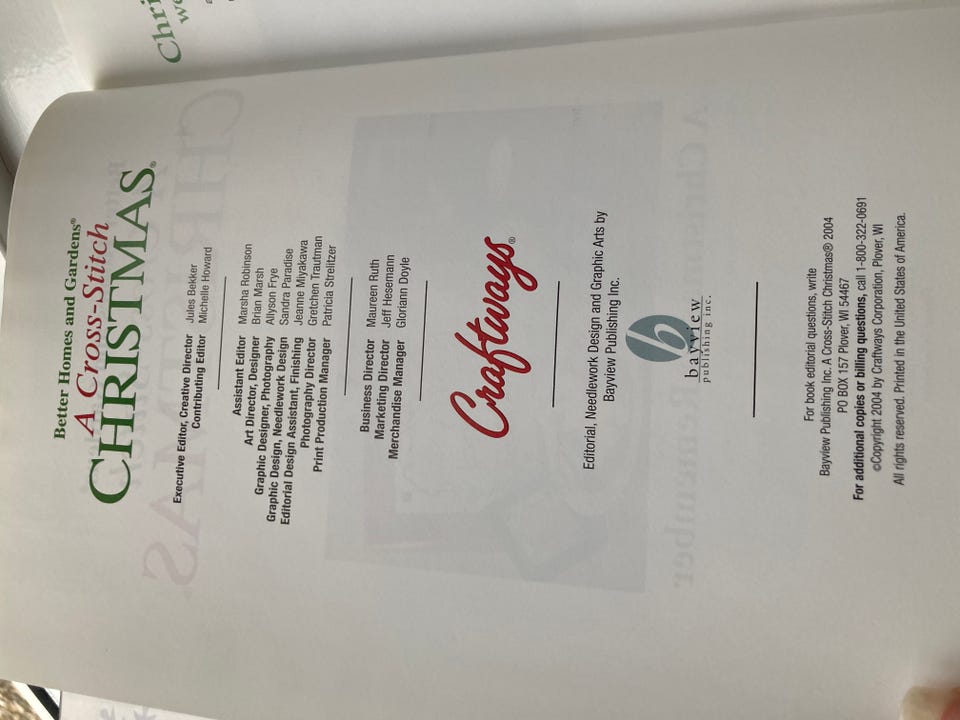 Chri
we
Better Homes and Gardens®
A Cross-Stitch
CHRISTMAS®
Executive Editor, Creative Director Jules Bekker
Contributing Editor Michelle Howard
Assistant Editor Marsha Robinson
Art Director, Designer Brian Marsh
Graphic Designer, Photography Allyson Frye
Graphic Design, Needlework Design Sandra Paradise
Editorial Design Assistant, Finishing Jeanne Miyakawa
Photography Director Gretchen Trautman
Print Production Manager Patricia Strelitzer
Business Director Maureen Ruth
Marketing Director Jeff Hesemann
Merchandise Manager Gloriann Doyle
Craftways®
Editorial, Needlework Design and Graphic Arts by
Bayview Publishing Inc.
b
bayview
publishing inc.
For book editorial questions, write
Bayview Publishing Inc. A Cross-Stitch Christmas® 2004
PO BOX 157 Plover, WI 54467
For additional copies or billing questions, call 1-800-322-0691
©Copyright 2004 by Craftways Corporation, Plover, WI
All rights reserved. Printed in the United States of America.